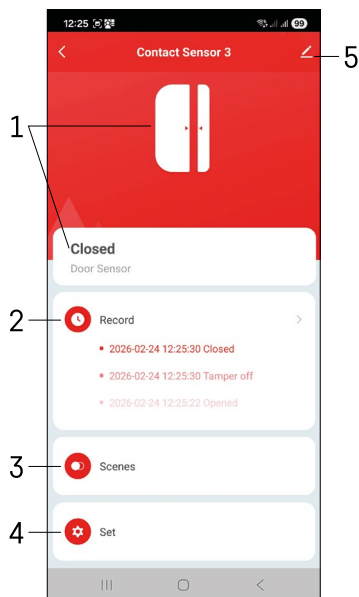 12:25 99
Contact Sensor 3
5
1
Closed
Door Sensor
2
Record
2026-02-24 12:25:30 Closed
2026-02-24 12:25:30 Tamper off
2026-02-24 12:25:22 Opened
3
Scenes
4
Set